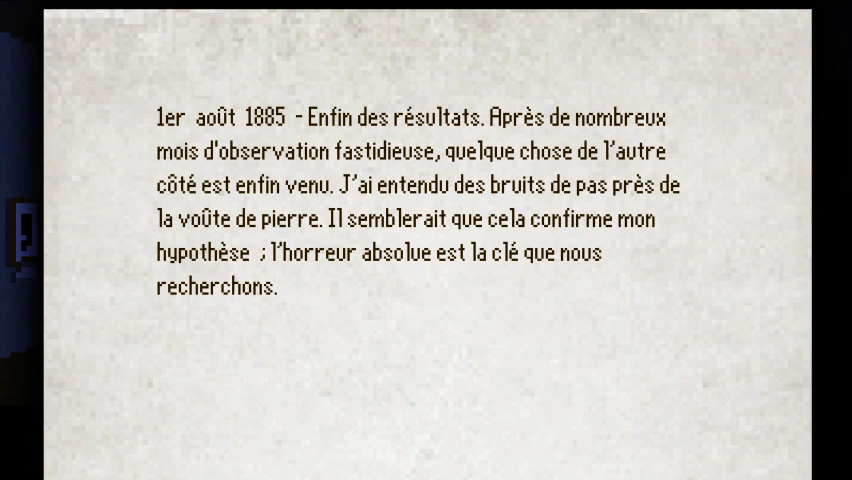 1er août 1885 - Enfin des résultats. Après de nombreux
mois d'observation fastidieuse, quelque chose de l'autre
côté est enfin venu. J'ai entendu des bruits de pas près de
la voûte de pierre. Il semblerait que cela confirme mon
hypothèse ; l'horreur absolue est la clé que nous
recherchons.